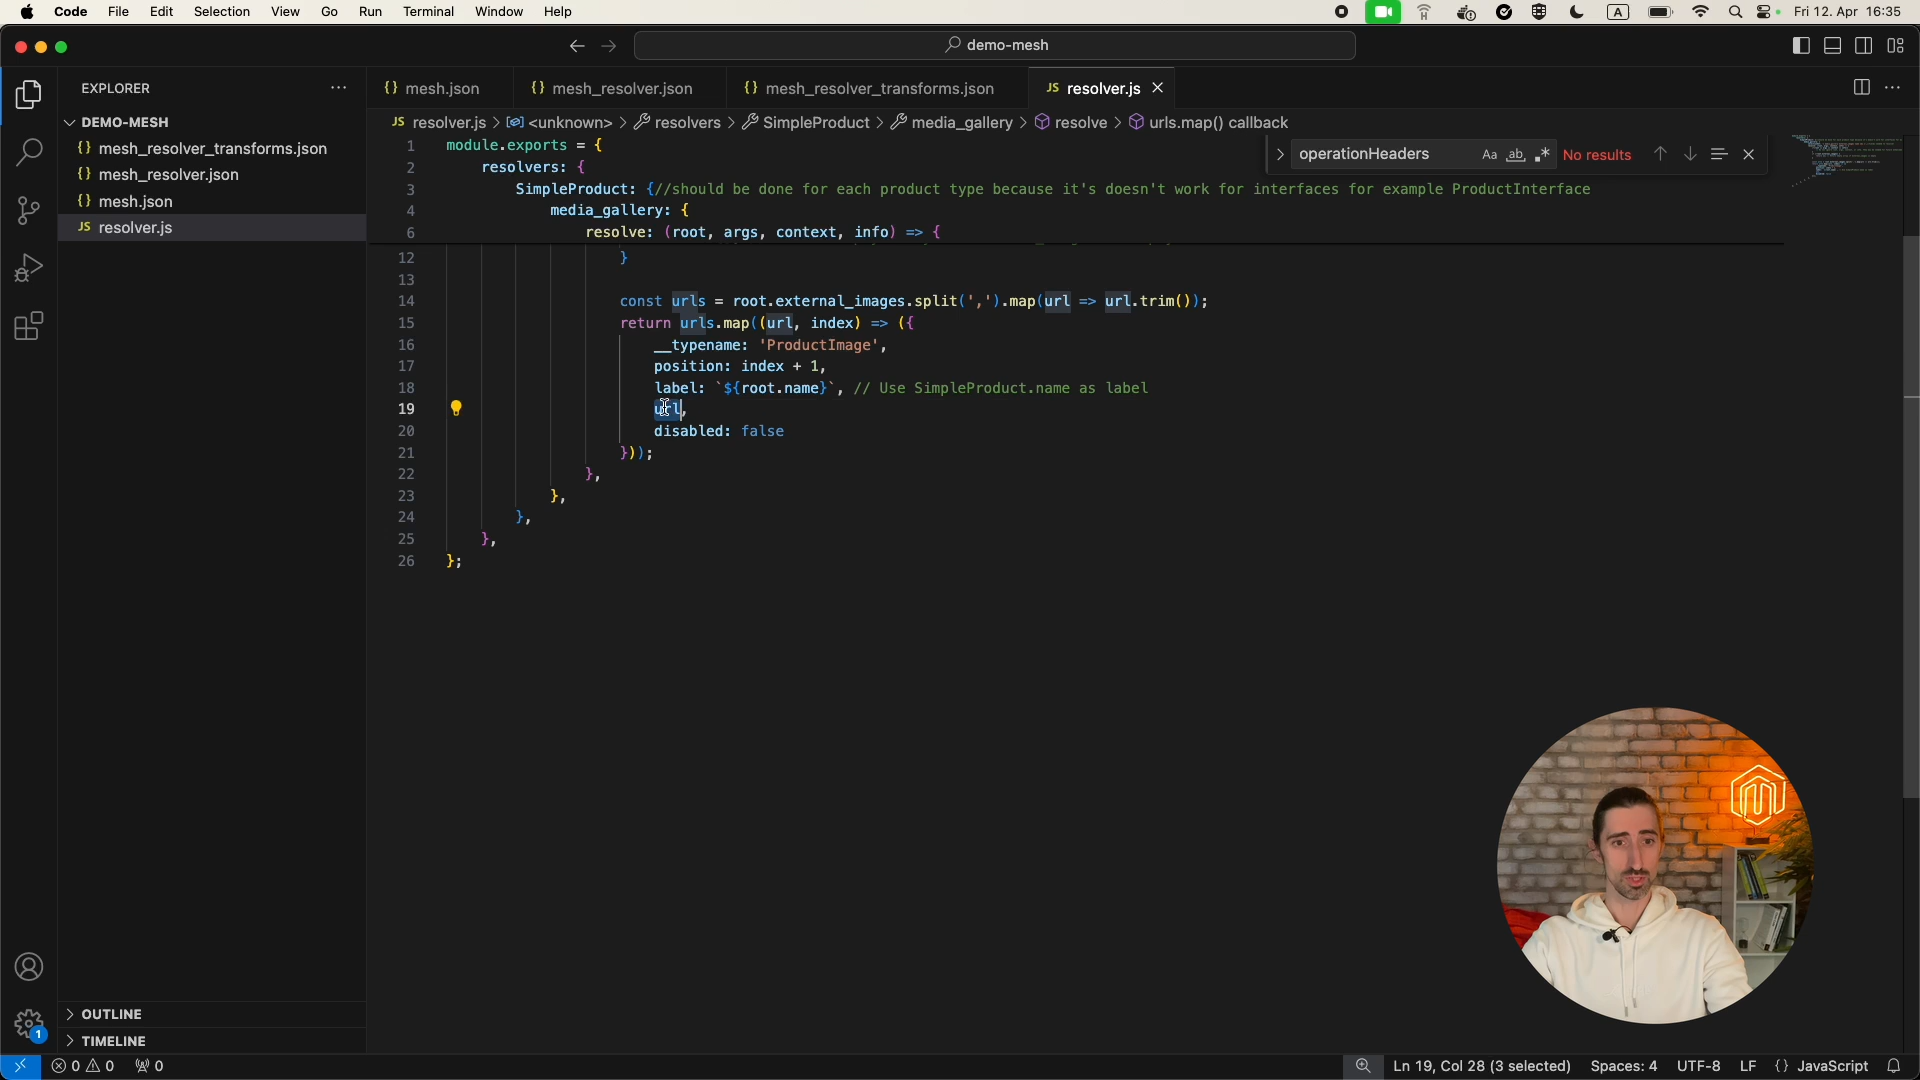 Code File Edit Selection View Go Run Terminal Window Help
A
Fri 12. Apr 16:35
demo-mesh
EXPLORER
DEMO-MESH
{} mesh_resolver_transforms.json
{} mesh_resolver.json
{} mesh.json
JS resolver.js
{} mesh.json
{} mesh_resolver.json
{} mesh_resolver_transforms.json
JS resolver.js
JS resolver.js > <unknown> > resolvers > SimpleProduct > media_gallery > resolve > urls.map() callback
operationHeaders Aa ab .* No results
1 module.exports = {
2 resolvers: {
3 SimpleProduct: {//should be done for each product type because it's doesn't work for interfaces for example ProductInterface
4 media_gallery: {
6 resolve: (root, args, context, info) => {
12 }
13
14 const urls = root.external_images.split(',').map(url => url.trim());
15 return urls.map((url, index) => ({
16 __typename: 'ProductImage',
17 position: index + 1,
18 label: `${root.name}`, // Use SimpleProduct.name as label
19 url,
20 disabled: false
21 }));
22 },
23 },
24 },
25 },
26 };
OUTLINE
TIMELINE
1
0 0 0
Ln 19, Col 28 (3 selected) Spaces: 4 UTF-8 LF {} JavaScript